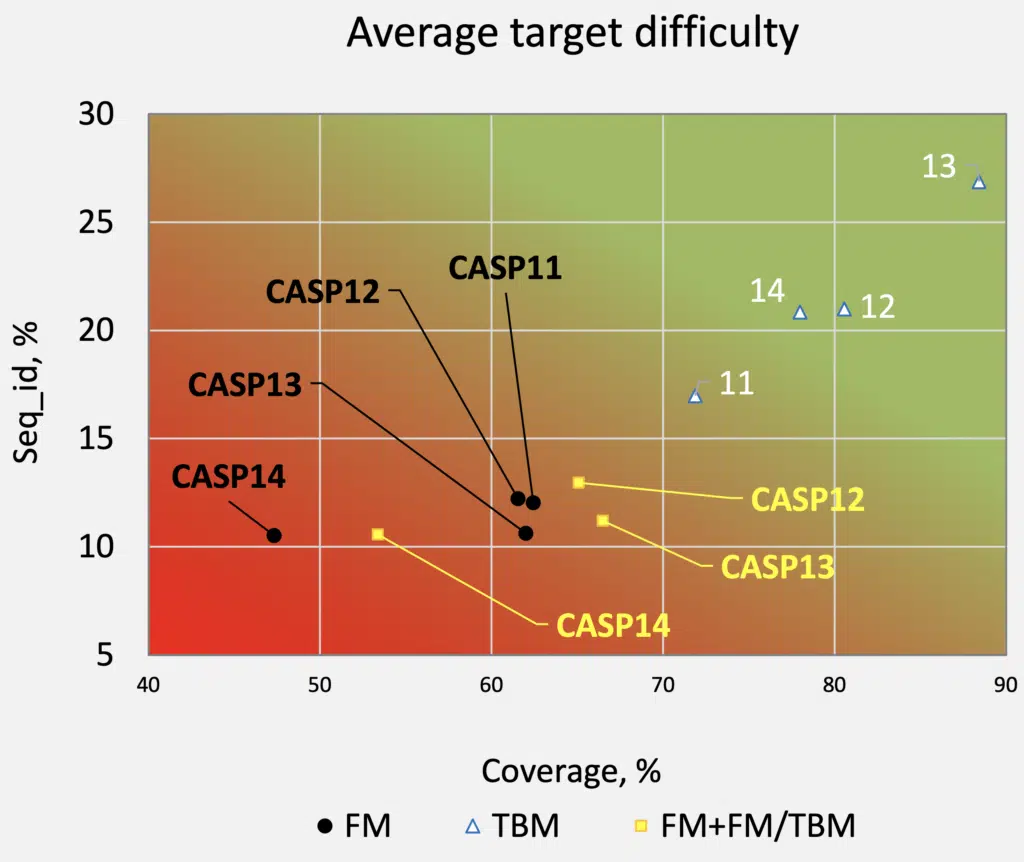 Average target difficulty
30
25
20
15
10
5
Seq_id, %
13
CASP11
CASP12
14
12
CASP13
11
CASP14
CASP12
CASP13
CASP14
40 50 60 70 80 90
Coverage, %
FM TBM FM+FM/TBM